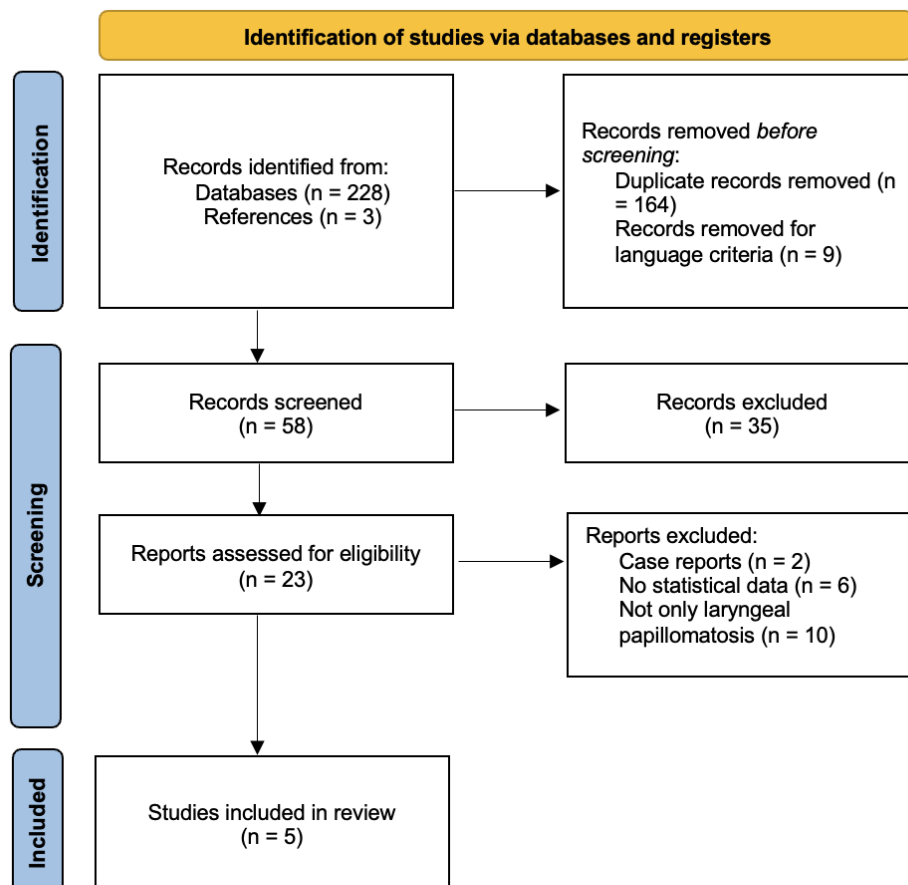 Identification of studies via databases and registers
Identification
Records identified from:
Databases (n = 228)
References (n = 3)
Records removed before
screening:
Duplicate records removed (n
= 164)
Records removed for
language criteria (n = 9)
Screening
Records screened
(n = 58)
Records excluded
(n = 35)
Reports assessed for eligibility
(n = 23)
Reports excluded:
Case reports (n = 2)
No statistical data (n = 6)
Not only laryngeal
papillomatosis (n = 10)
Included
Studies included in review
(n = 5)